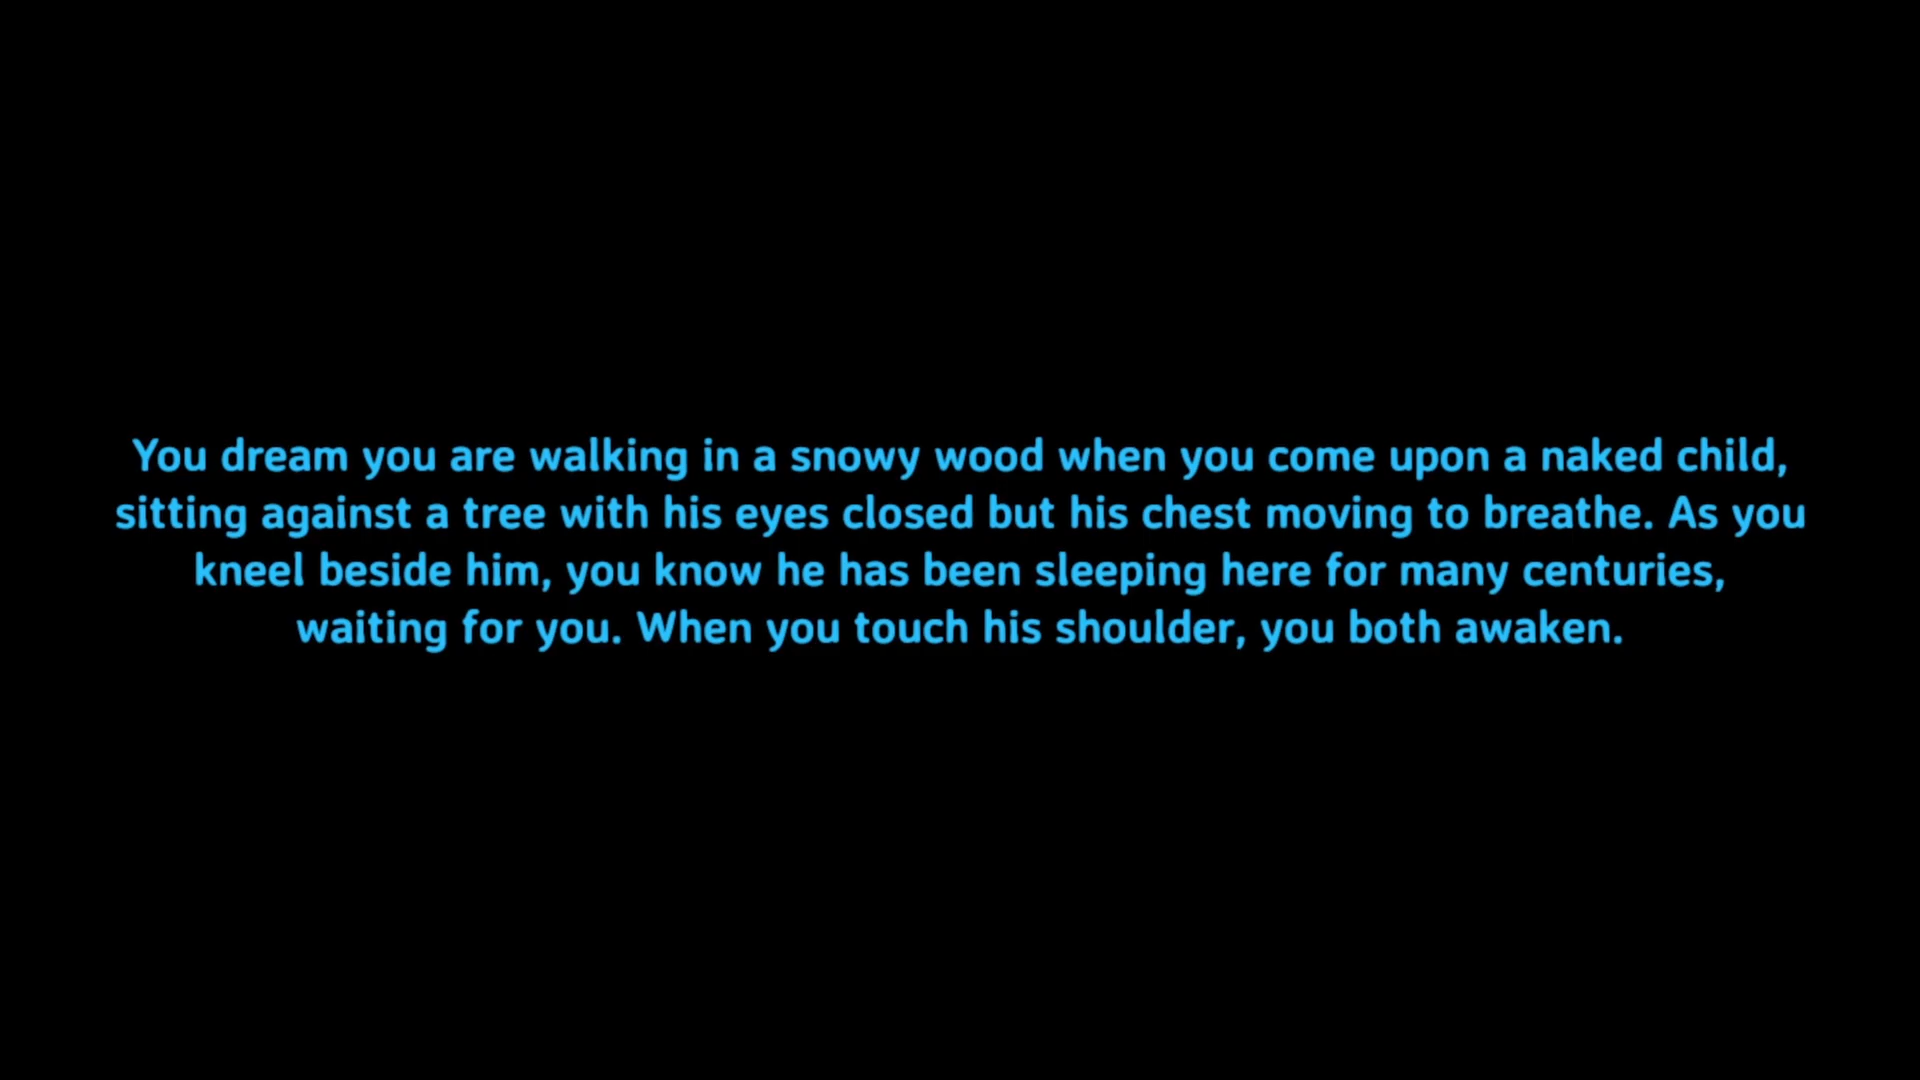 You dream you are walking in a snowy wood when you come upon a naked child,
sitting against a tree with his eyes closed but his chest moving to breathe. As you
kneel beside him, you know he has been sleeping here for many centuries,
waiting for you. When you touch his shoulder, you both awaken.